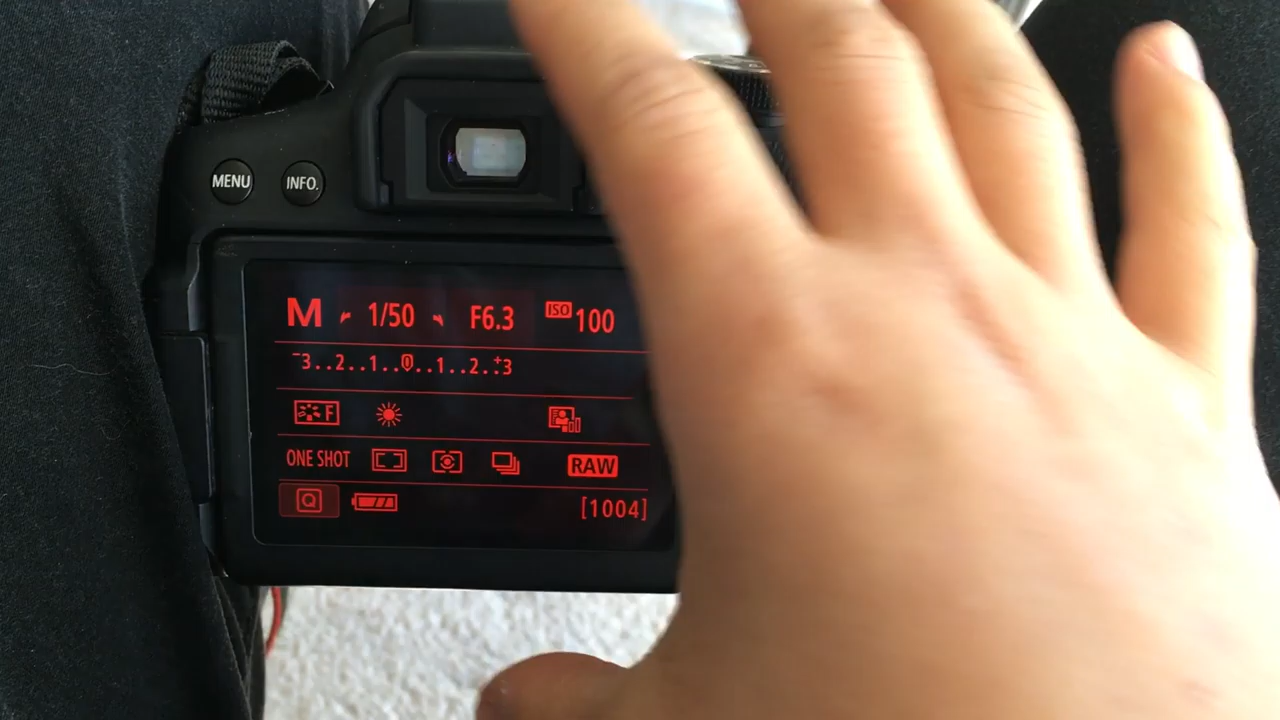 MENU INFO.
M 1/50 F6.3 ISO 100
-3..2..1..0..1..2..+3
F
ONE SHOT RAW
Q [1004]